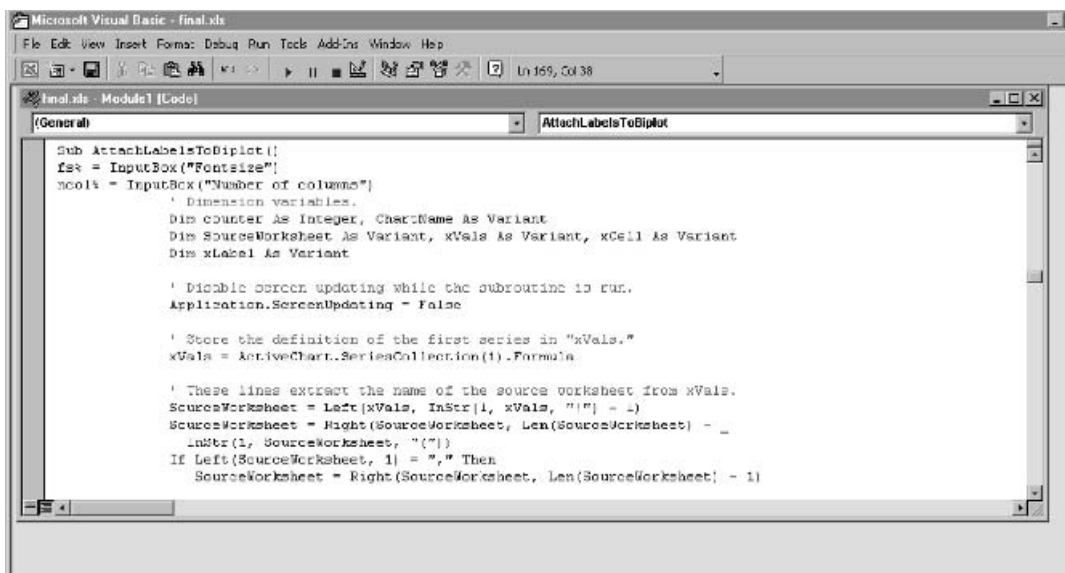 Microsoft Visual Basic - final.xls
File Edit View Insert Format Debug Run Tools Add-Ins Window Help
Ln 169, Col 38
final.xls - Module1 [Code]
(General) AttachLabelsToBiplot
Sub AttachLabelsToBiplot()
fs% = InputBox("Fontsize")
ncol% = InputBox("Number of columns")
' Dimension variables.
Dim counter As Integer, ChartName As Variant
Dim SourceWorksheet As Variant, xVals As Variant, xCell As Variant
Dim xLabel As Variant
' Disable screen updating while the subroutine is run.
Application.ScreenUpdating = False
' Store the definition of the first series in "xVals."
xVals = ActiveChart.SeriesCollection(1).Formula
' These lines extract the name of the source worksheet from xVals.
SourceWorksheet = Left(xVals, InStr(1, xVals, "!") - 1)
SourceWorksheet = Right(SourceWorksheet, Len(SourceWorksheet) - _
InStr(1, SourceWorksheet, "("))
If Left(SourceWorksheet, 1) = "," Then
SourceWorksheet = Right(SourceWorksheet, Len(SourceWorksheet) - 1)